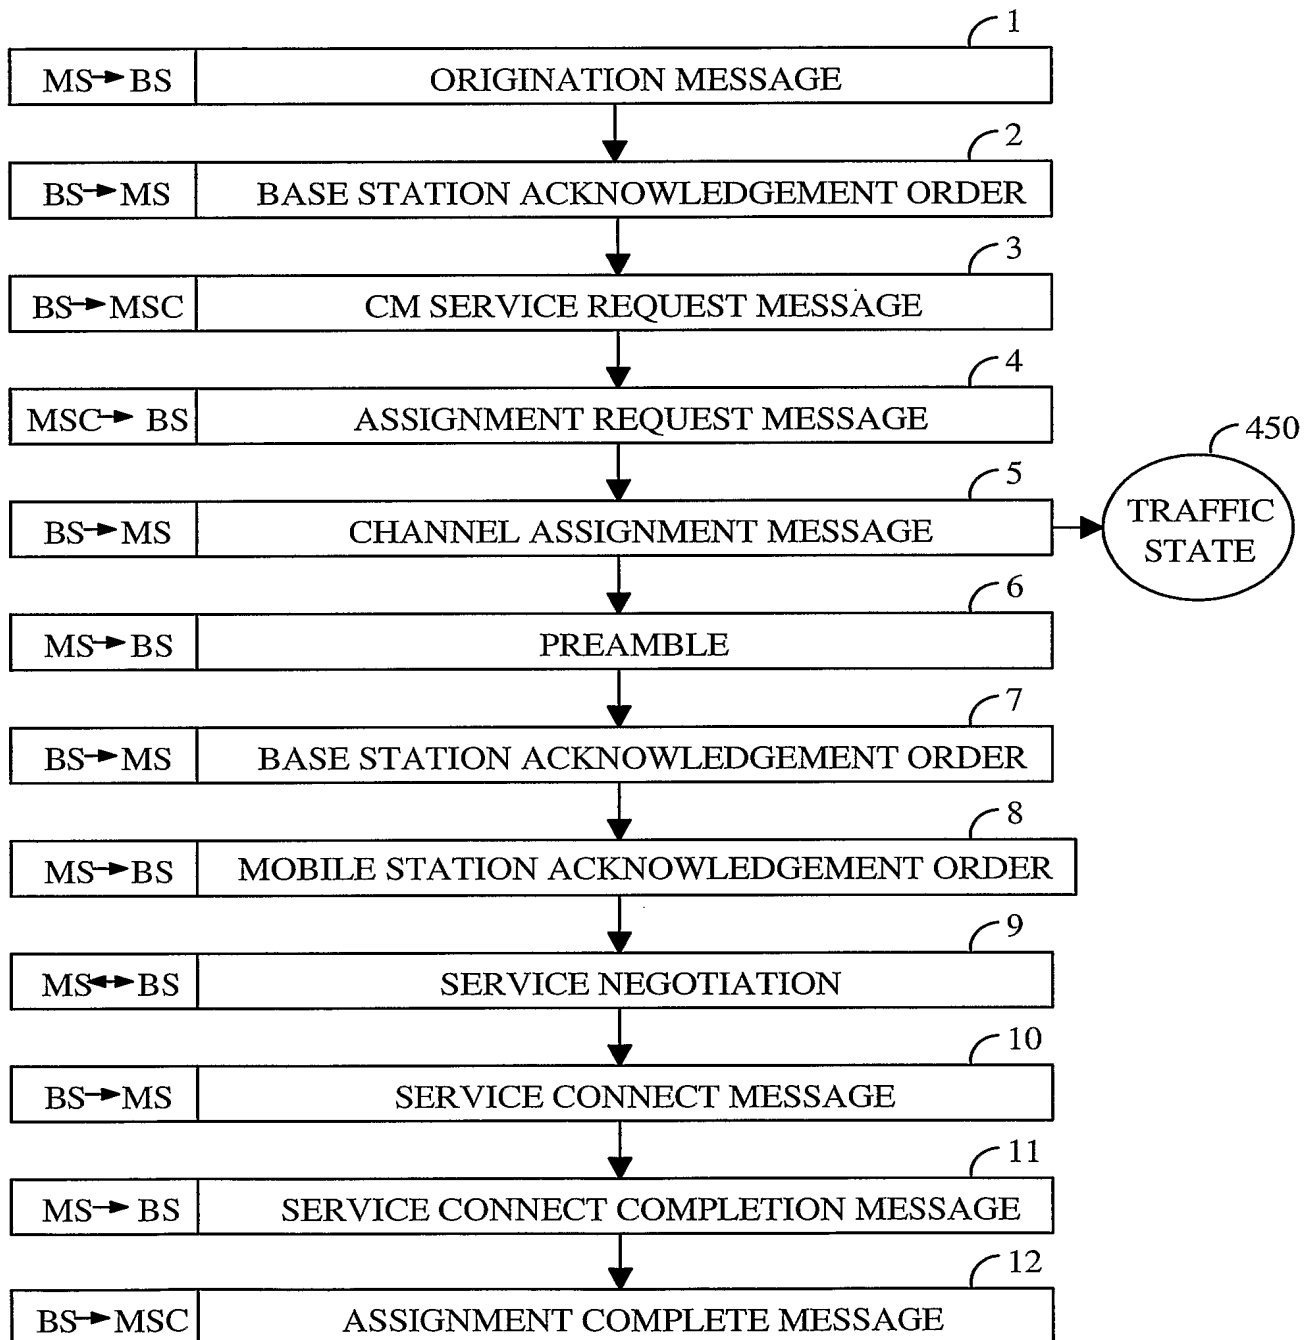 1
MS→BS ORIGINATION MESSAGE
2
BS→MS BASE STATION ACKNOWLEDGEMENT ORDER
3
BS→MSC CM SERVICE REQUEST MESSAGE
4
MSC→BS ASSIGNMENT REQUEST MESSAGE
450
5
BS→MS CHANNEL ASSIGNMENT MESSAGE
TRAFFIC
STATE
6
MS→BS PREAMBLE
7
BS→MS BASE STATION ACKNOWLEDGEMENT ORDER
8
MS→BS MOBILE STATION ACKNOWLEDGEMENT ORDER
9
MS↔BS SERVICE NEGOTIATION
10
BS→MS SERVICE CONNECT MESSAGE
11
MS→BS SERVICE CONNECT COMPLETION MESSAGE
12
BS→MSC ASSIGNMENT COMPLETE MESSAGE